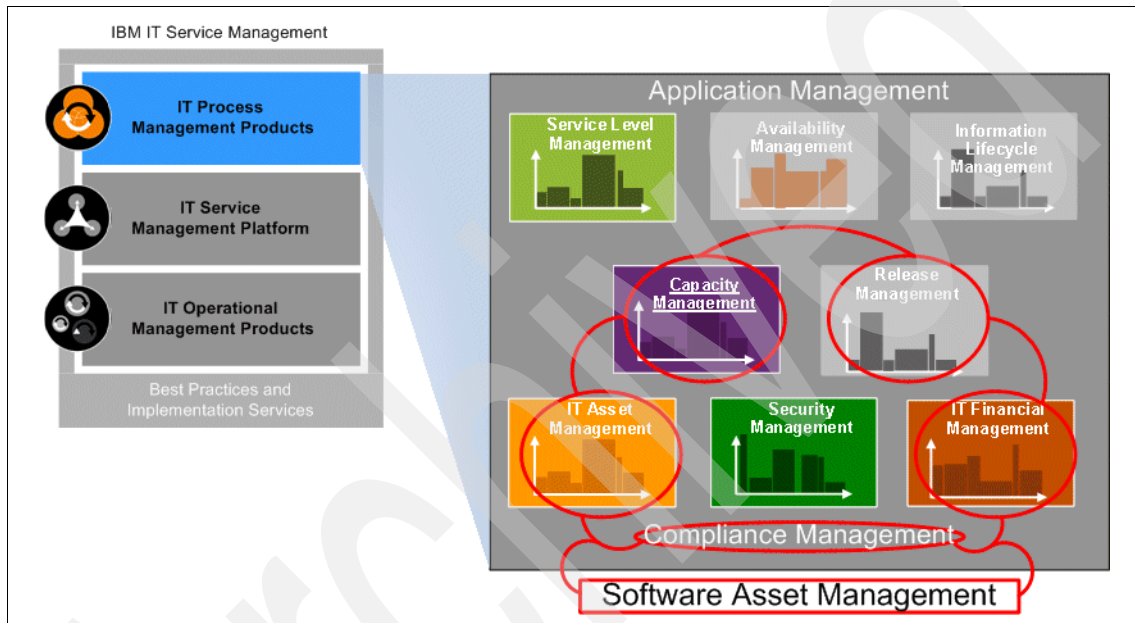 IBM IT Service Management
IT Process
Management Products
IT Service
Management Platform
IT Operational
Management Products
Best Practices and
Implementation Services
Application Management
Service Level
Management
Availability
Management
Information
Lifecycle
Management
Capacity
Management
Release
Management
IT Asset
Management
Security
Management
IT Financial
Management
Compliance Management
Software Asset Management